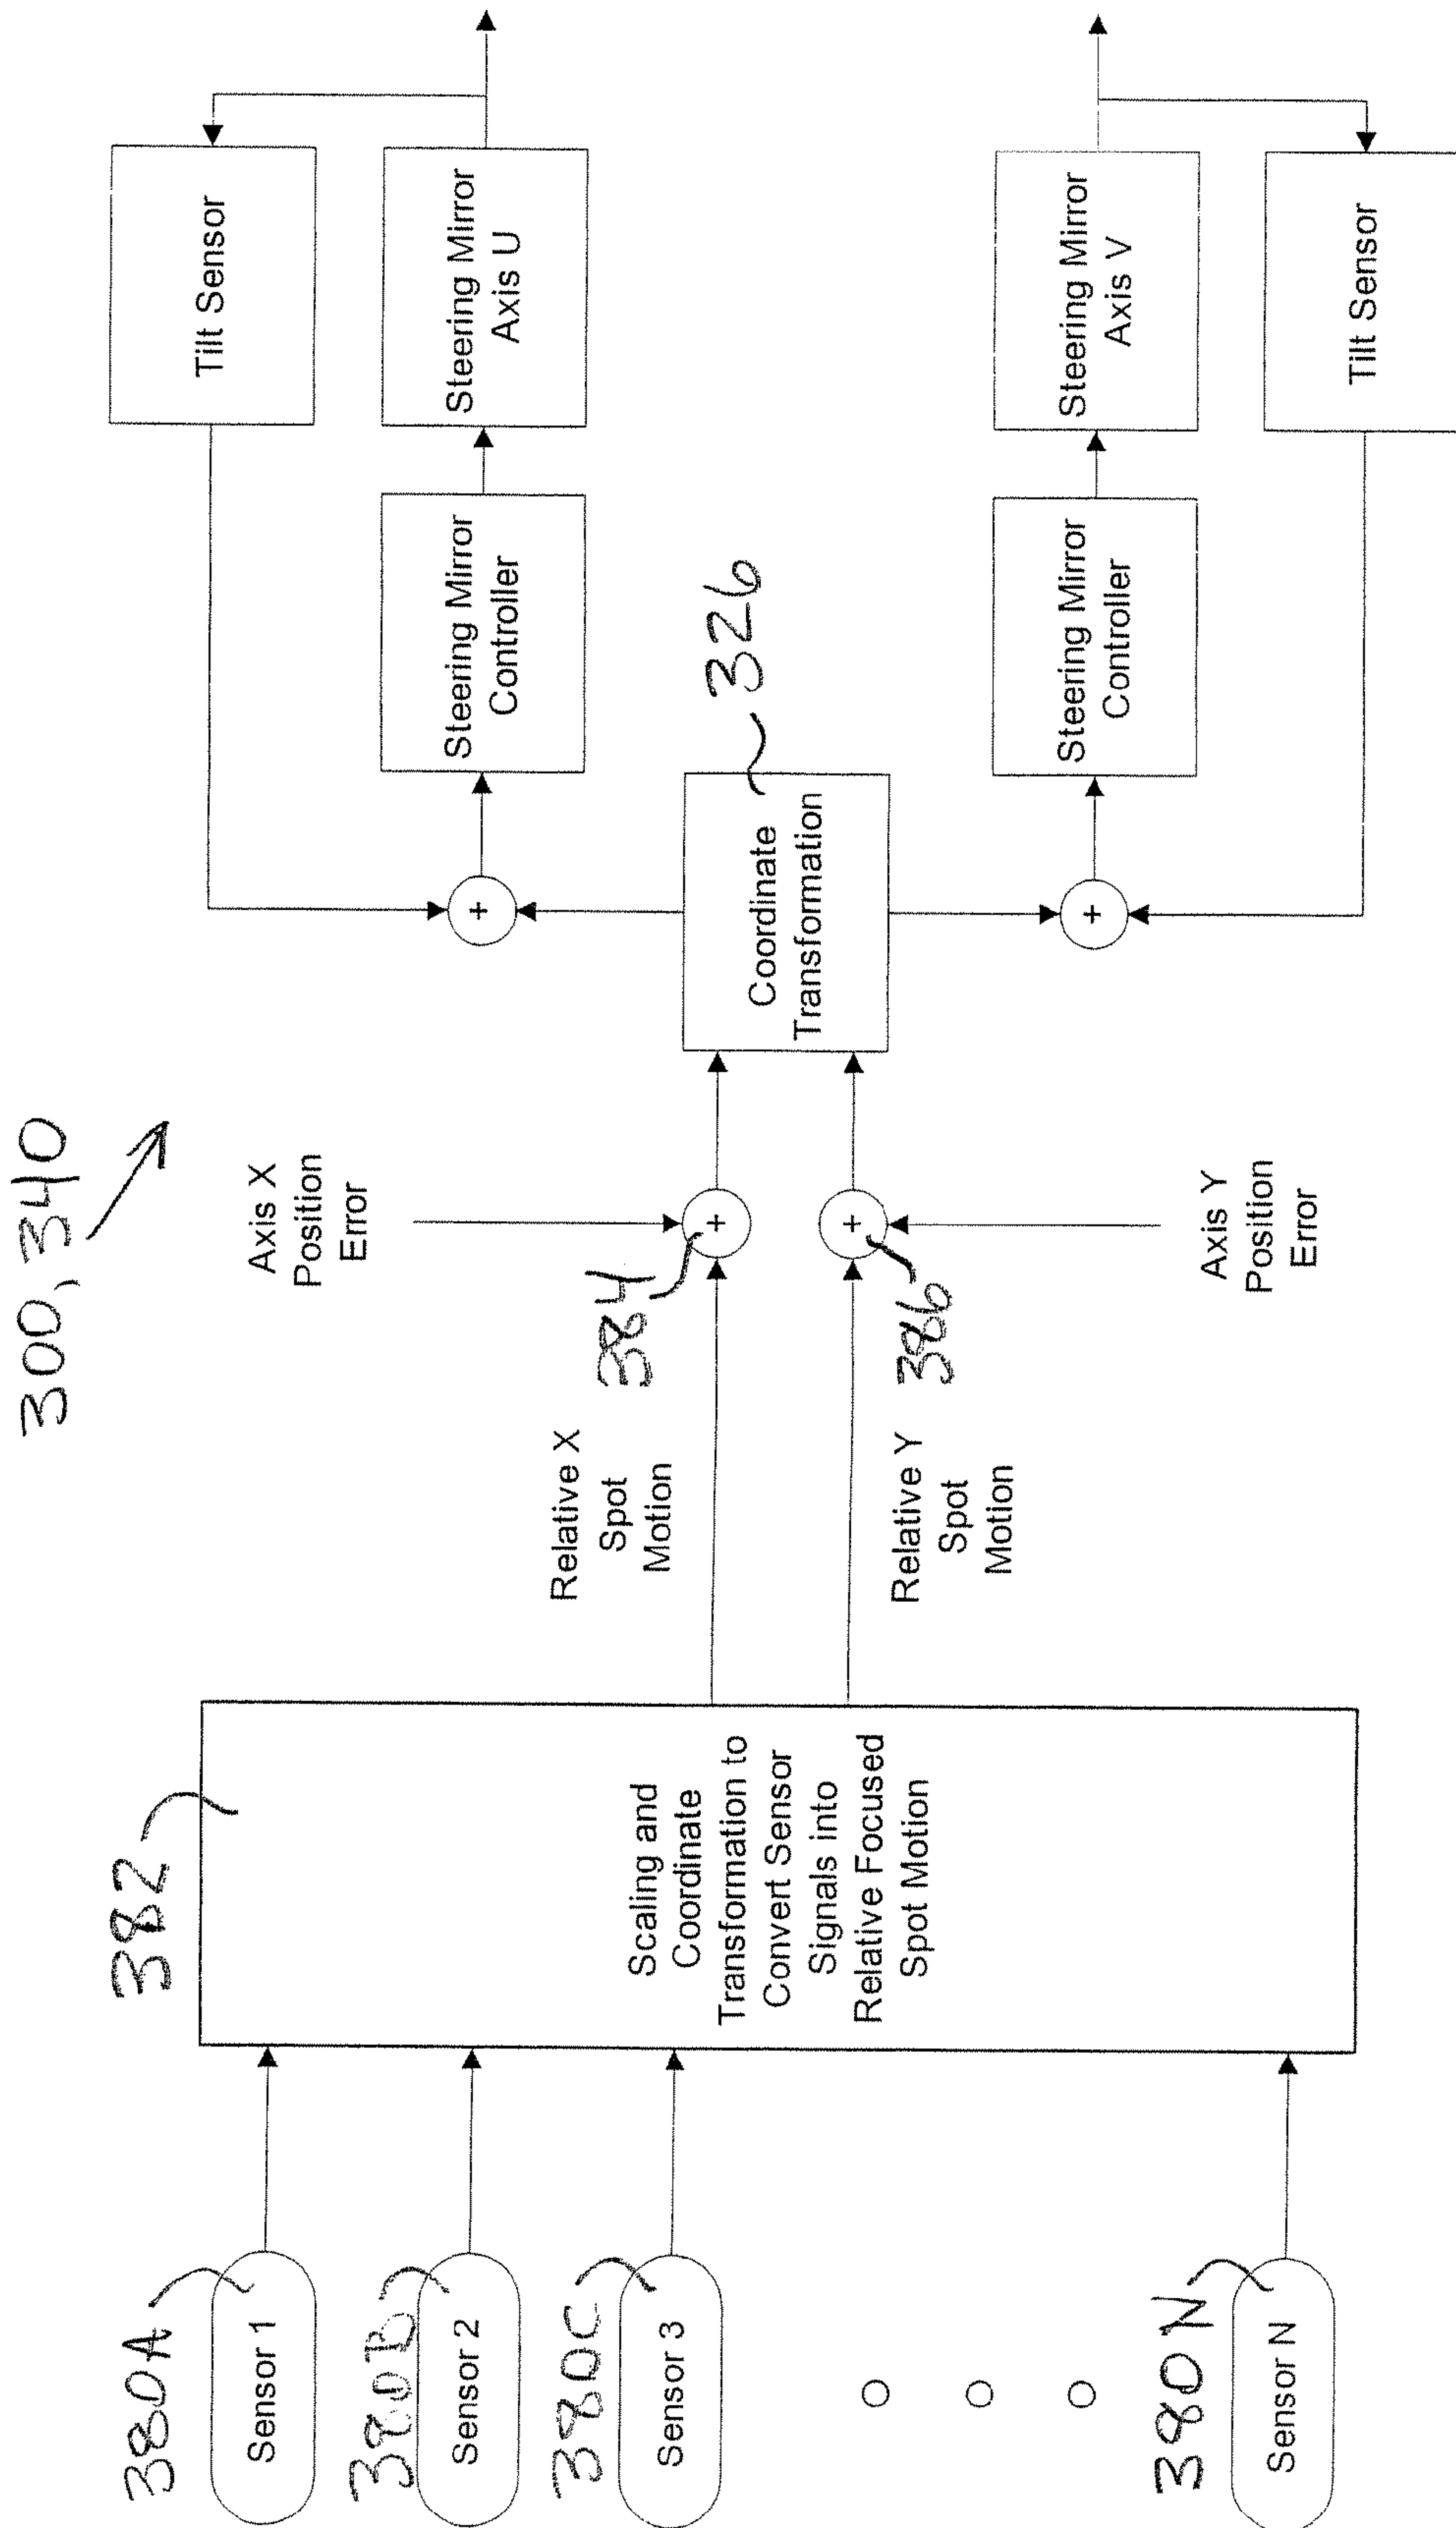 300, 340
380A
Sensor 1
380B
Sensor 2
380C
Sensor 3
380N
Sensor N
382
Scaling and
Coordinate
Transformation to
Convert Sensor
Signals into
Relative Focused
Spot Motion
Relative X
Spot
Motion
Relative Y
Spot
Motion
Axis X
Position
Error
384
+
386
+
Axis Y
Position
Error
Coordinate
Transformation
326
+
Steering Mirror
Controller
Steering Mirror
Axis U
Tilt Sensor
+
Steering Mirror
Controller
Steering Mirror
Axis V
Tilt Sensor